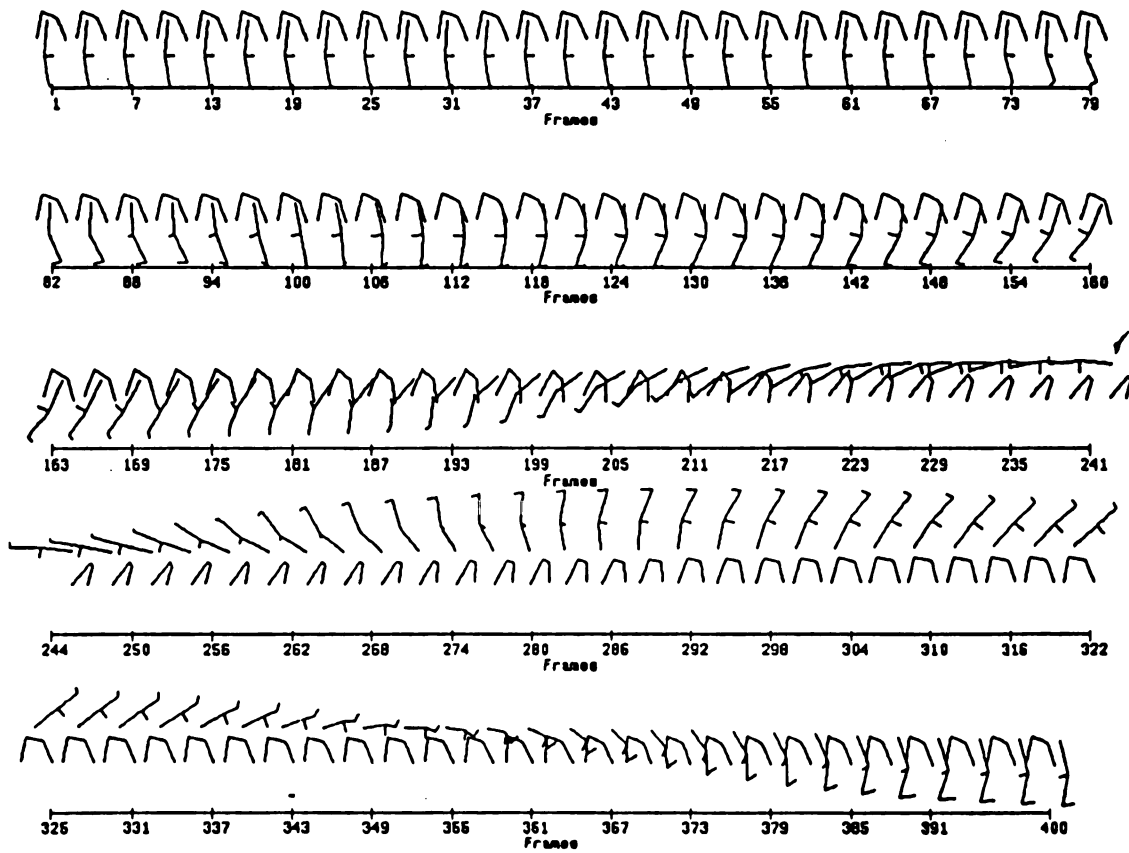 1 7 13 19 25 31 37 43 49 55 61 67 73 79
Frames
82 88 94 100 106 112 118 124 130 136 142 148 154 160
Frames
163 169 175 181 187 193 199 205 211 217 223 229 235 241
Frames
244 250 256 262 268 274 280 286 292 298 304 310 316 322
Frames
325 331 337 343 349 355 361 367 373 379 385 391 400
Frames